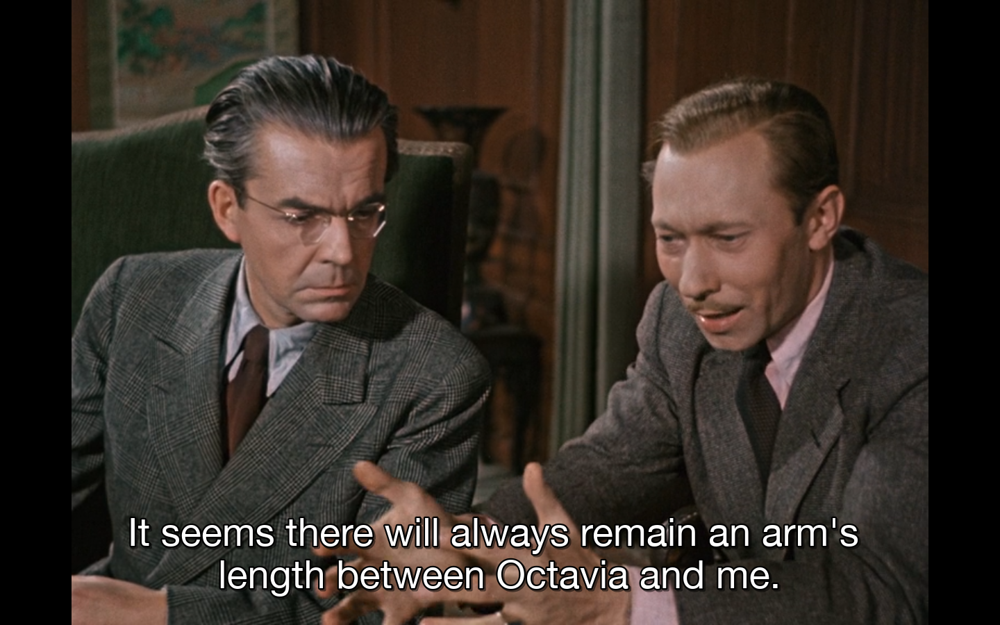 It seems there will always remain an arm's
length between Octavia and me.